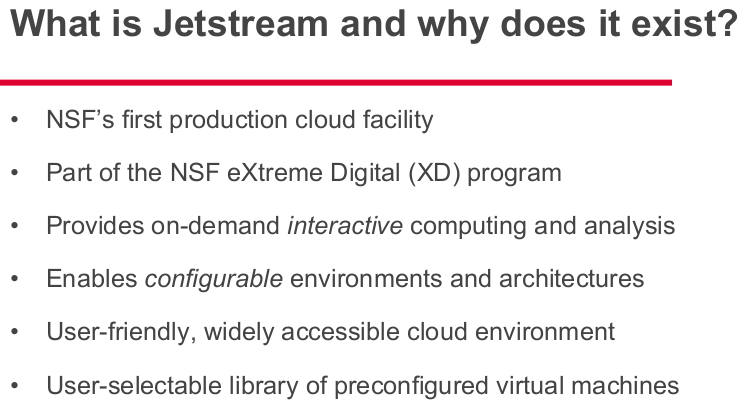 What is Jetstream and why does it exist?
• NSF’s first production cloud facility
• Part of the NSF eXtreme Digital (XD) program
• Provides on-demand interactive computing and analysis
• Enables configurable environments and architectures
• User-friendly, widely accessible cloud environment
• User-selectable library of preconfigured virtual machines